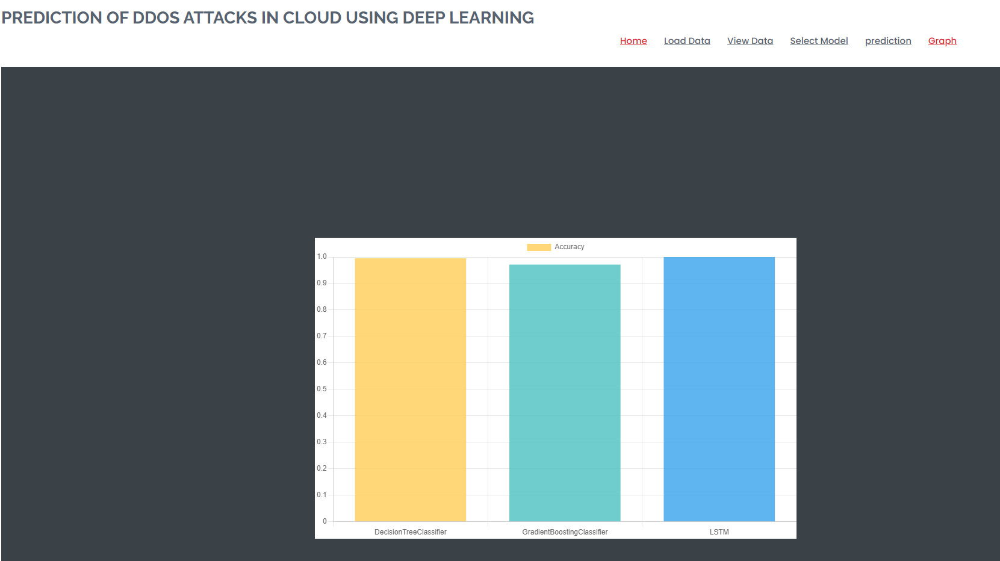 PREDICTION OF DDOS ATTACKS IN CLOUD USING DEEP LEARNING
Home Load Data View Data Select Model prediction Graph
Accuracy
1.0
0.9
0.8
0.7
0.6
0.5
0.4
0.3
0.2
0.1
0
DecisionTreeClassifier GradientBoostingClassifier LSTM